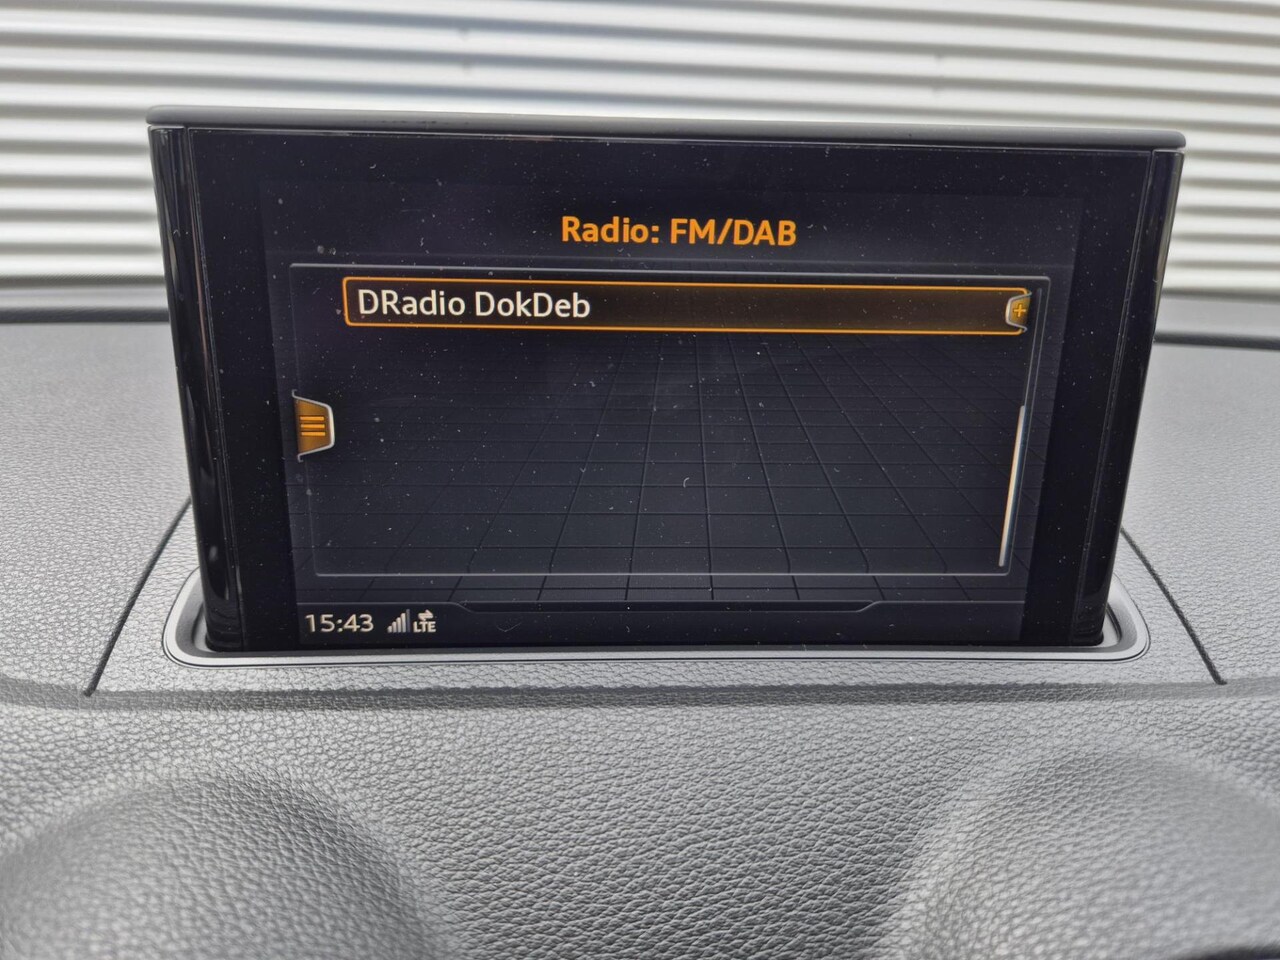 Radio: FM/DAB
DRadio DokDeb
15:43 LTE